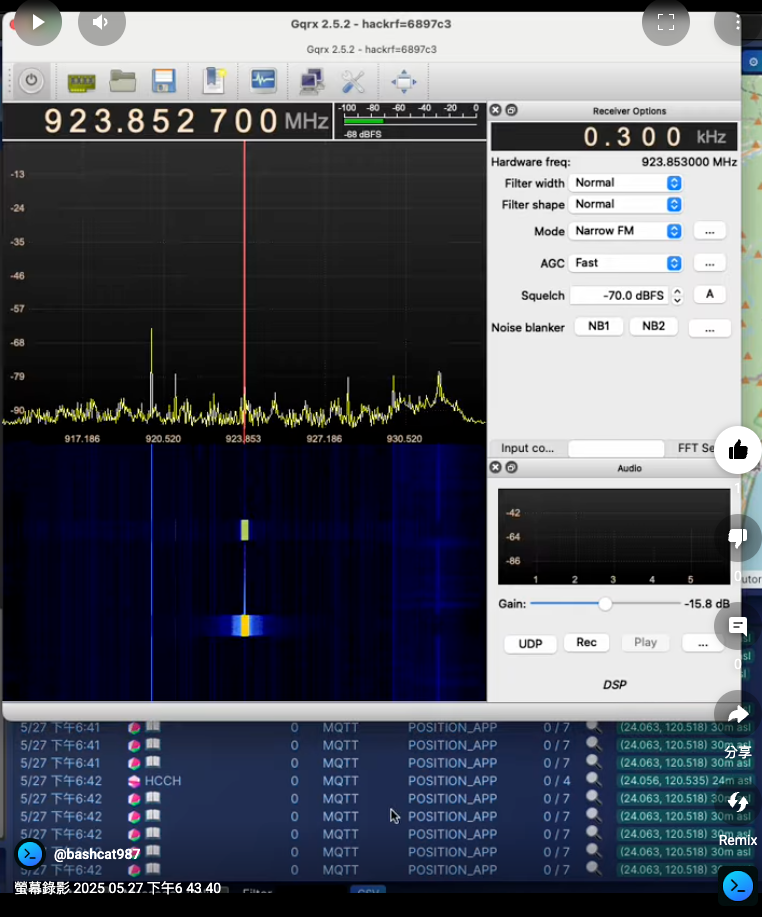 Gqrx 2.5.2 - hackrf=6897c3
Gqrx 2.5.2 - hackrf=6897c3
923.852 700 MHz
-100 -80 -60 -40 -20 0
-68 dBFS
-13
-24
-35
-46
-57
-68
-79
-90
917.186 920.520 923.853 927.186 930.520
Receiver Options
0.300 kHz
Hardware freq: 923.853000 MHz
Filter width Normal
Filter shape Normal
Mode Narrow FM ...
AGC Fast ...
Squelch -70.0 dBFS A
Noise blanker NB1 NB2 ...
Input co... FFT Se
Audio
-42
-64
-86
1 2 3 4 5
Gain: -15.8 dB
UDP Rec Play ...
DSP
1
0
0
分享
Remix
5/27 下午6:41 0 MQTT POSITION_APP 0 / 7 (24.063, 120.518) 30m asl
5/27 下午6:41 0 MQTT POSITION_APP 0 / 7 (24.063, 120.518) 30m asl
5/27 下午6:41 0 MQTT POSITION_APP 0 / 7 (24.063, 120.518) 30m asl
5/27 下午6:42 HCCH 0 MQTT POSITION_APP 0 / 4 (24.056, 120.535) 24m asl
5/27 下午6:42 0 MQTT POSITION_APP 0 / 7 (24.063, 120.518) 30m asl
5/27 下午6:42 0 MQTT POSITION_APP 0 / 7 (24.063, 120.518) 30m asl
5/27 下午6:42 0 MQTT POSITION_APP 0 / 7 (24.063, 120.518) 30m asl
0 MQTT POSITION_APP 0 / 7 (24.063, 120.518) 30m asl
0 MQTT POSITION_APP 0 / 7 (24.063, 120.518) 30m
@bashcat987
螢幕錄影 2025 05 27 下午6 43 40
Filter
CSV